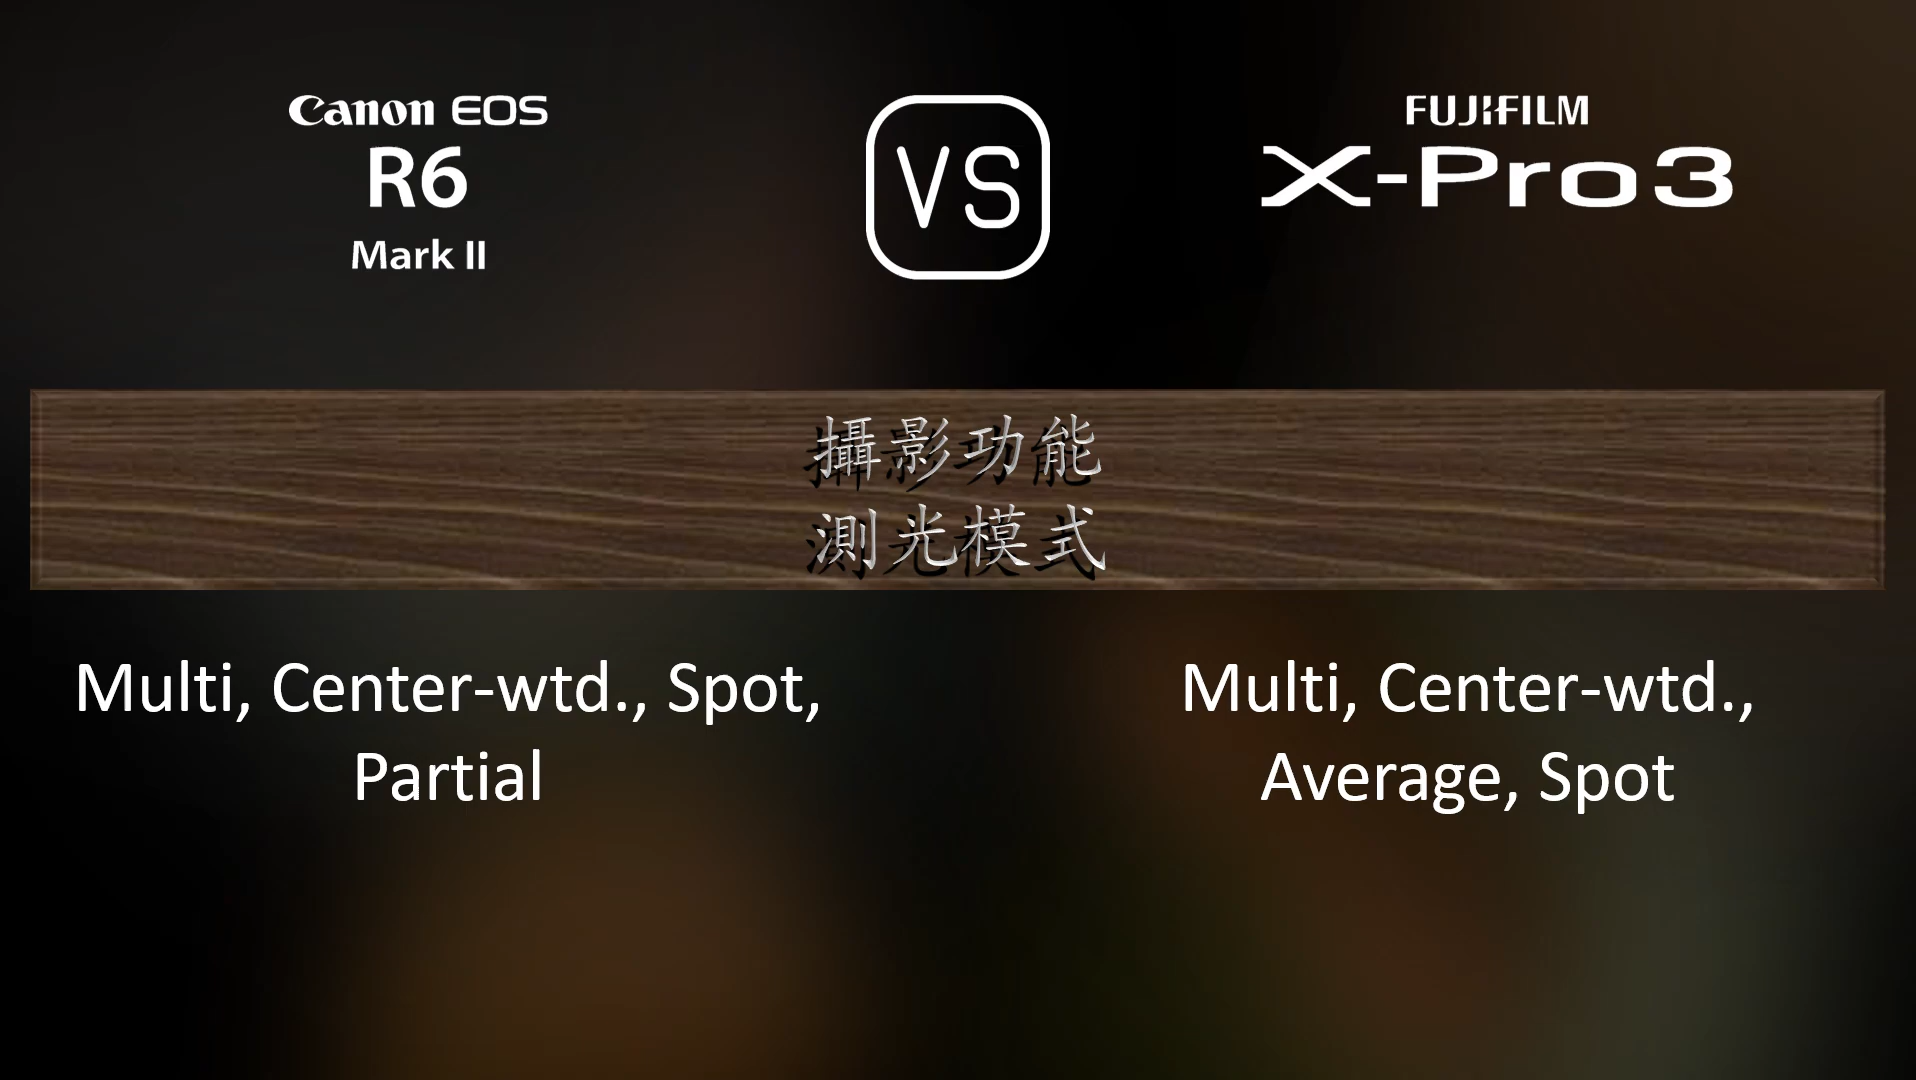 Canon EOS
R6
Mark II
VS
FUJIFILM
X-Pro3
攝影功能
測光模式
Multi, Center-wtd., Spot,
Partial
Multi, Center-wtd.,
Average, Spot